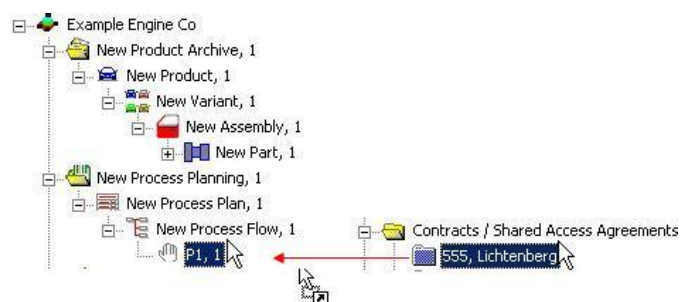 Example Engine Co
New Product Archive, 1
New Product, 1
New Variant, 1
New Assembly, 1
New Part, 1
New Process Planning, 1
New Process Plan, 1
New Process Flow, 1
Contracts / Shared Access Agreements
P1, 1
555, Lichtenberg